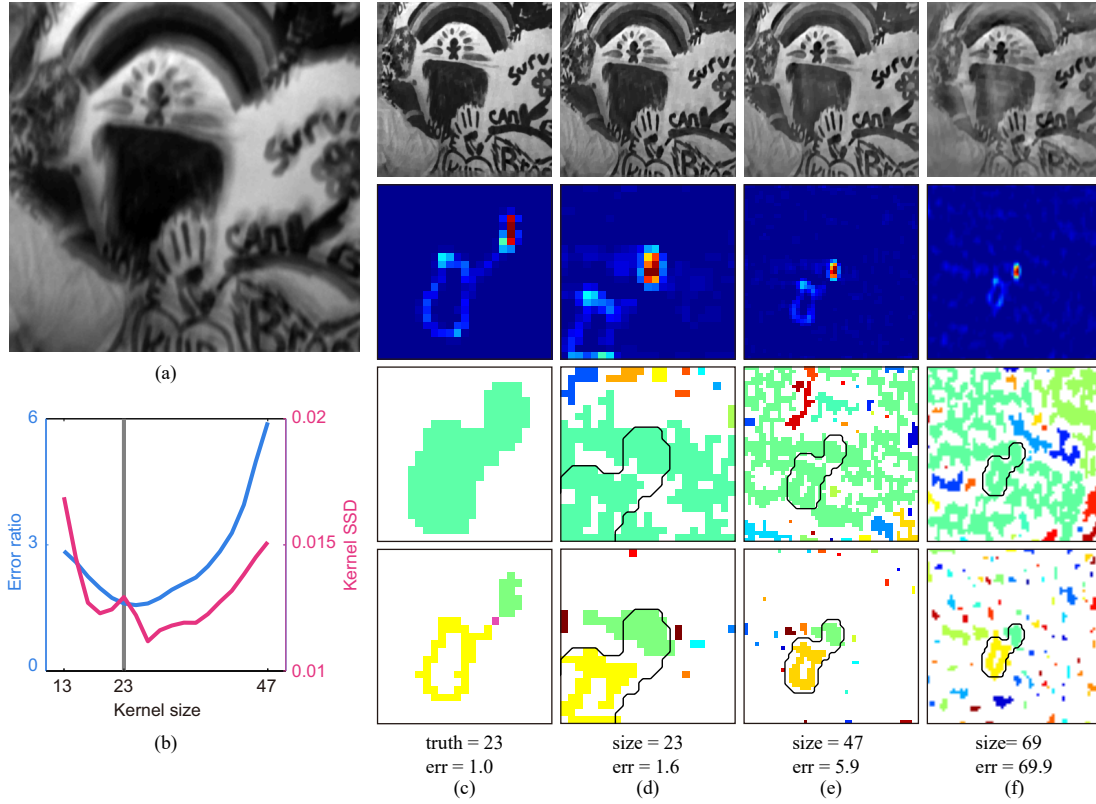 (a)
6
3
0
Error ratio
0.02
0.015
0.01
Kernel SSD
13 23 47
Kernel size
(b)
Surv
CANT
truth = 23
err = 1.0
(c)
size = 23
err = 1.6
(d)
size = 47
err = 5.9
(e)
size= 69
err = 69.9
(f)